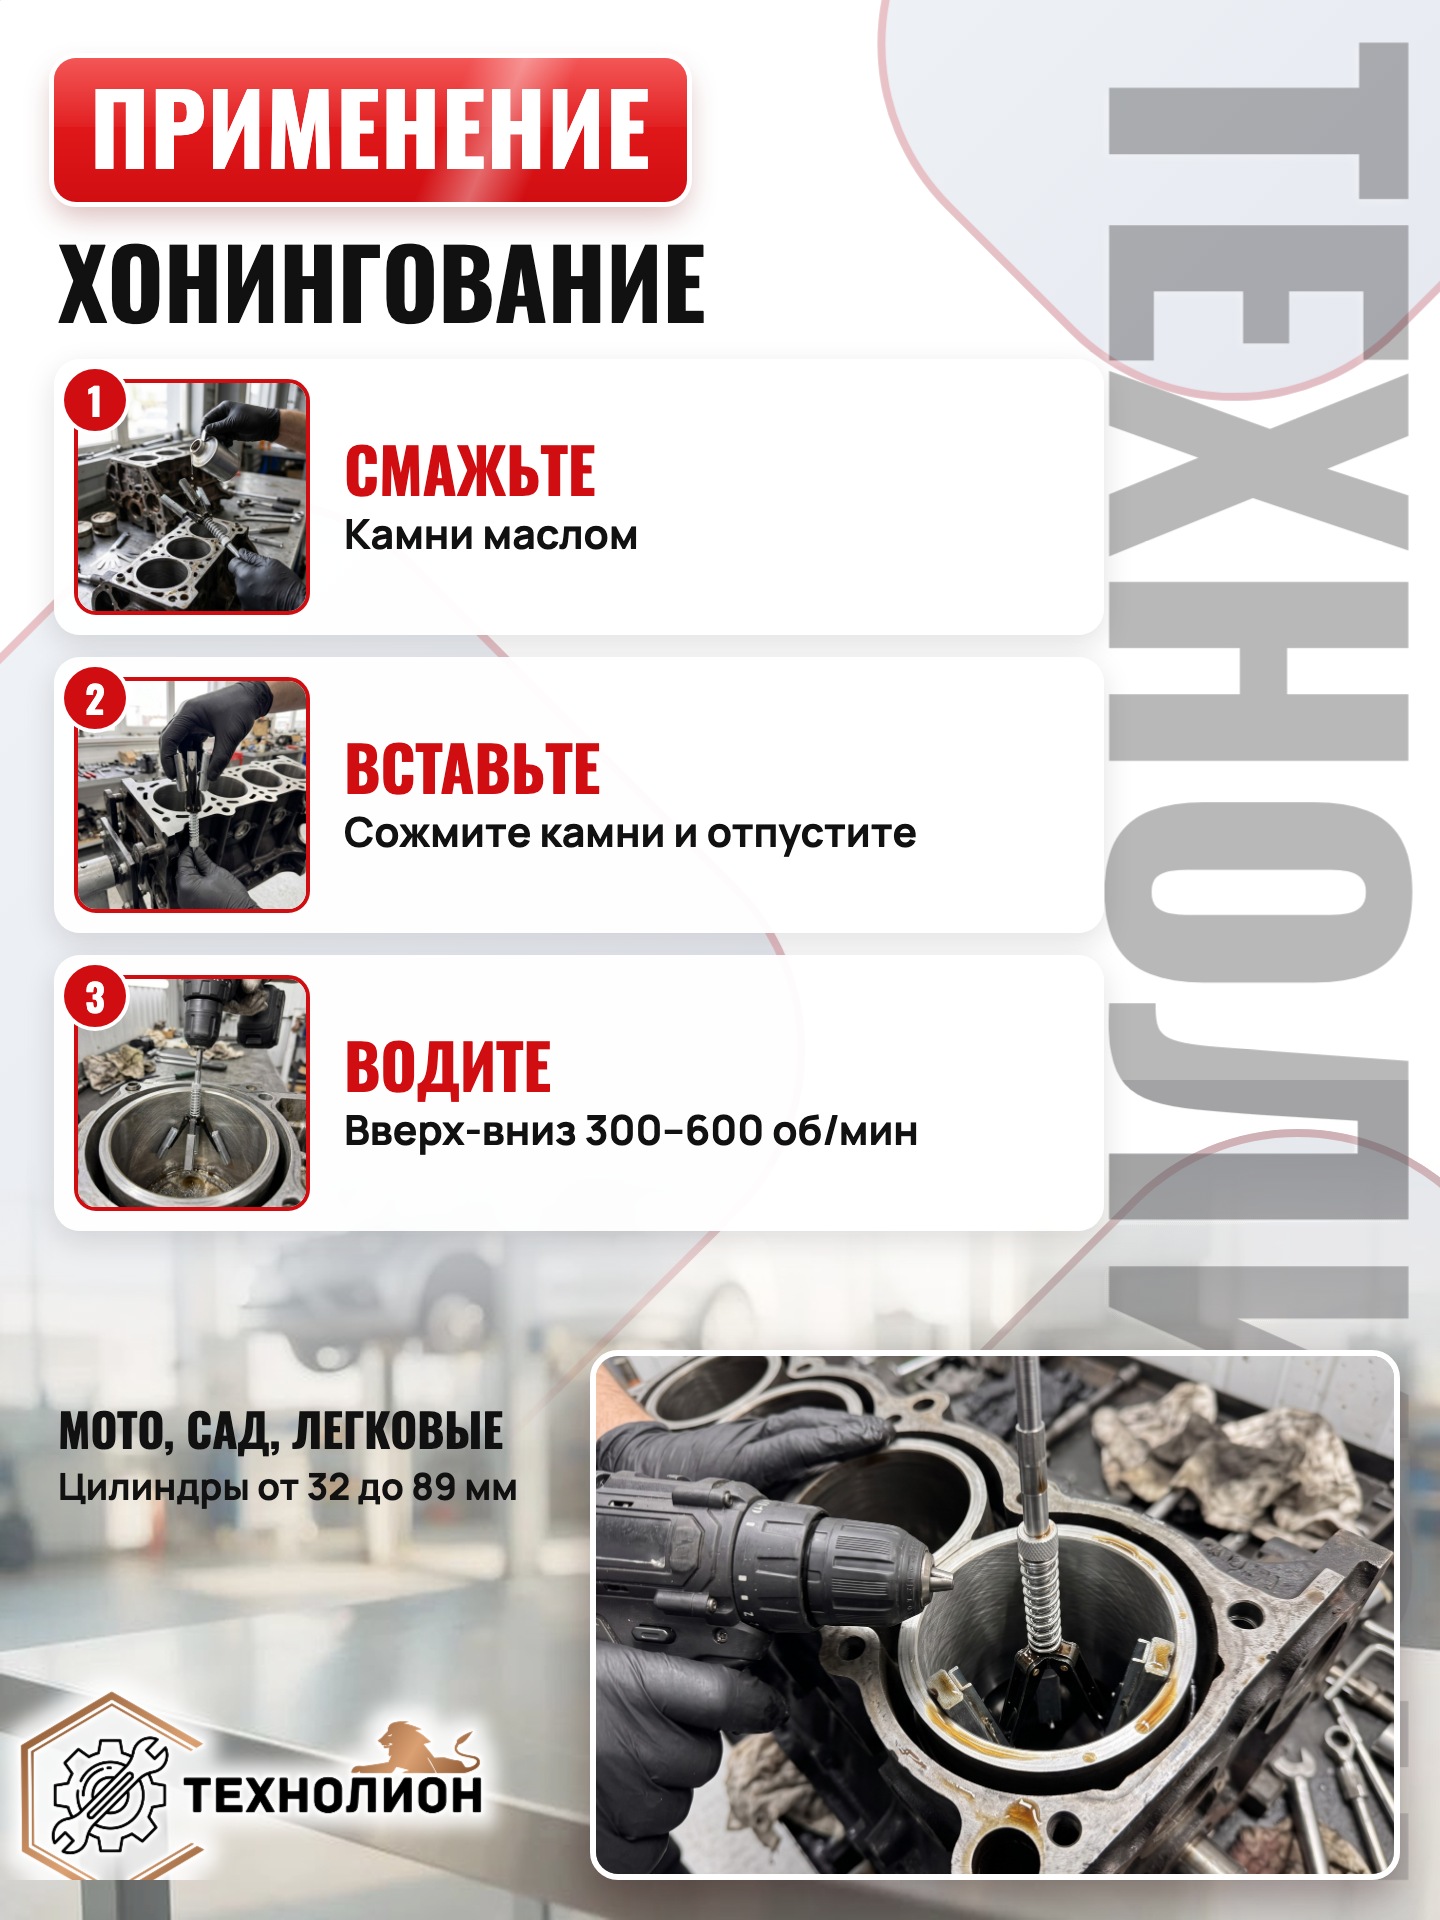 ПРИМЕНЕНИЕ
ХОНИНГОВАНИЕ
1
СМАЖЬТЕ
Камни маслом
2
ВСТАВЬТЕ
Сожмите камни и отпустите
3
ВОДИТЕ
Вверх-вниз 300–600 об/мин
МОТО, САД, ЛЕГКОВЫЕ
Цилиндры от 32 до 89 мм
ТЕХНОЛИОН
ТЕХНОЛИ